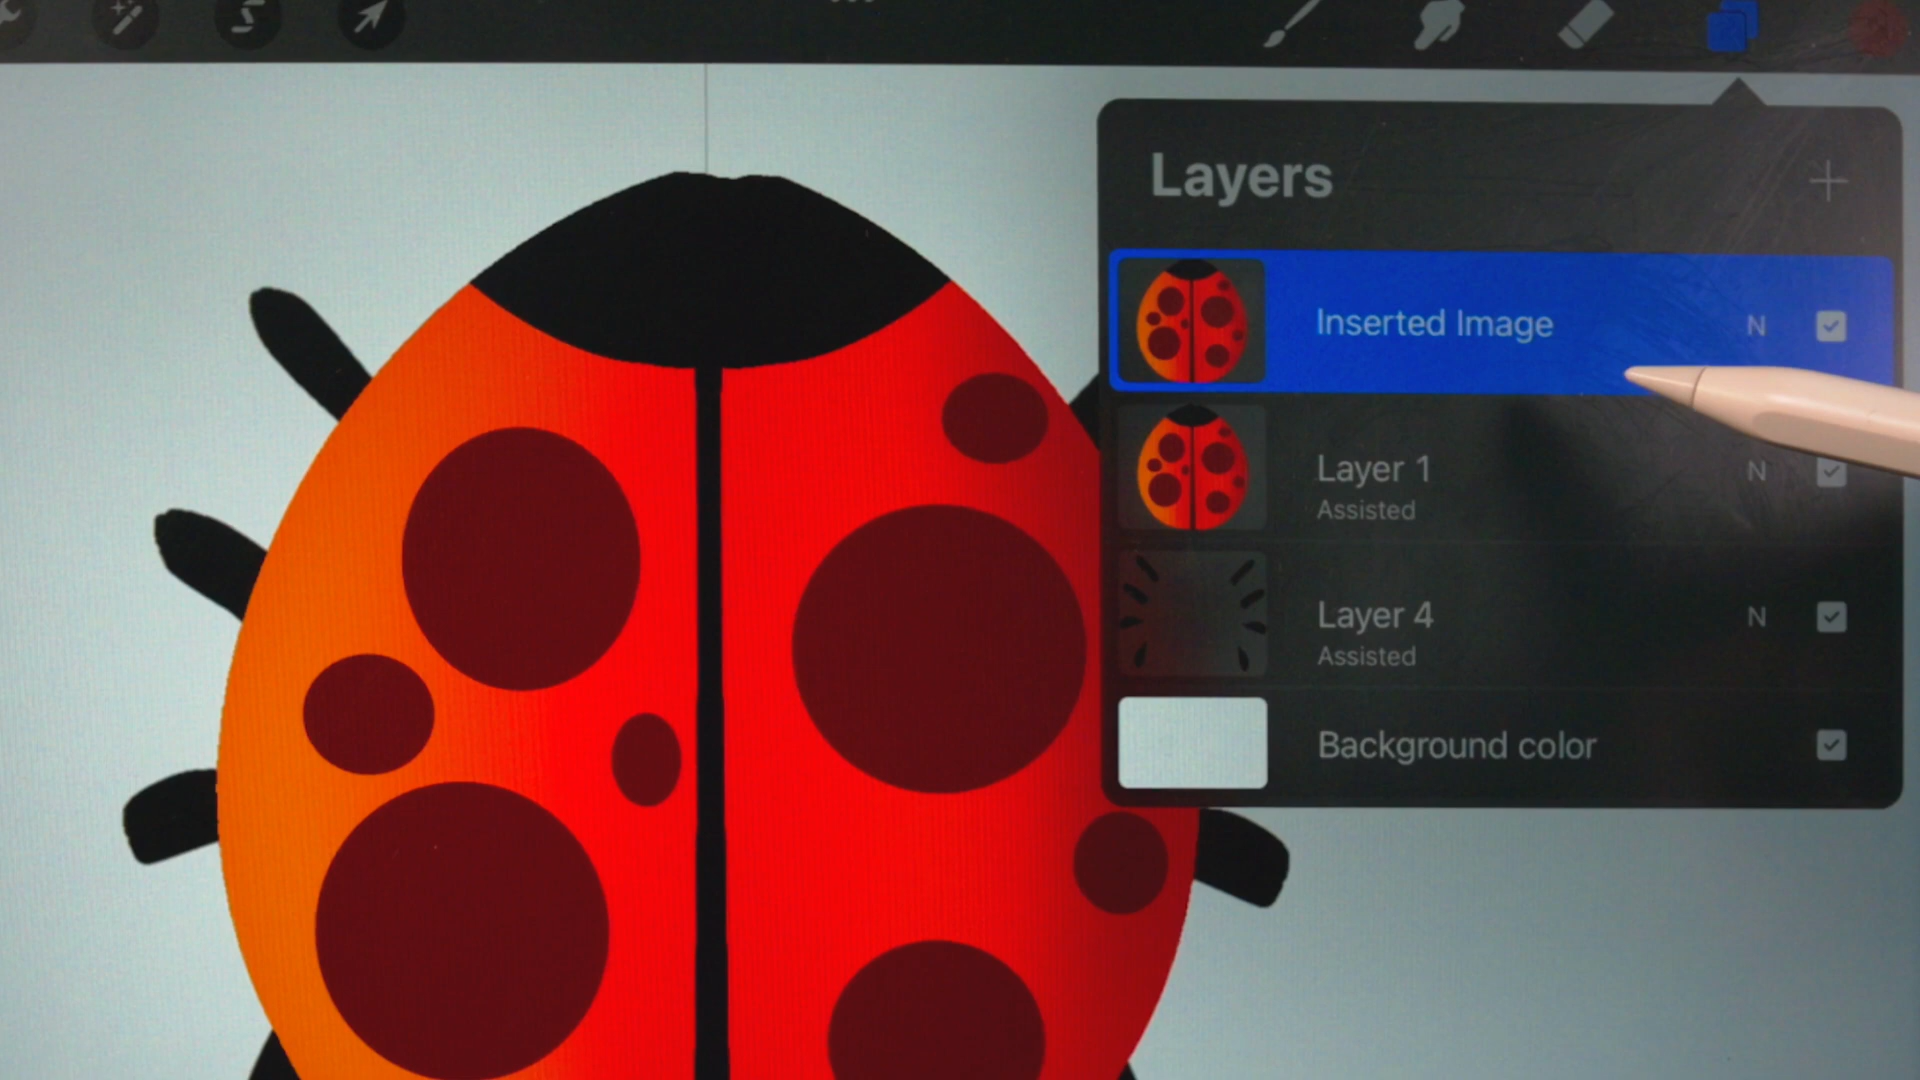 Layers
Inserted Image N
Layer 1 N
Assisted
Layer 4 N
Assisted
Background color